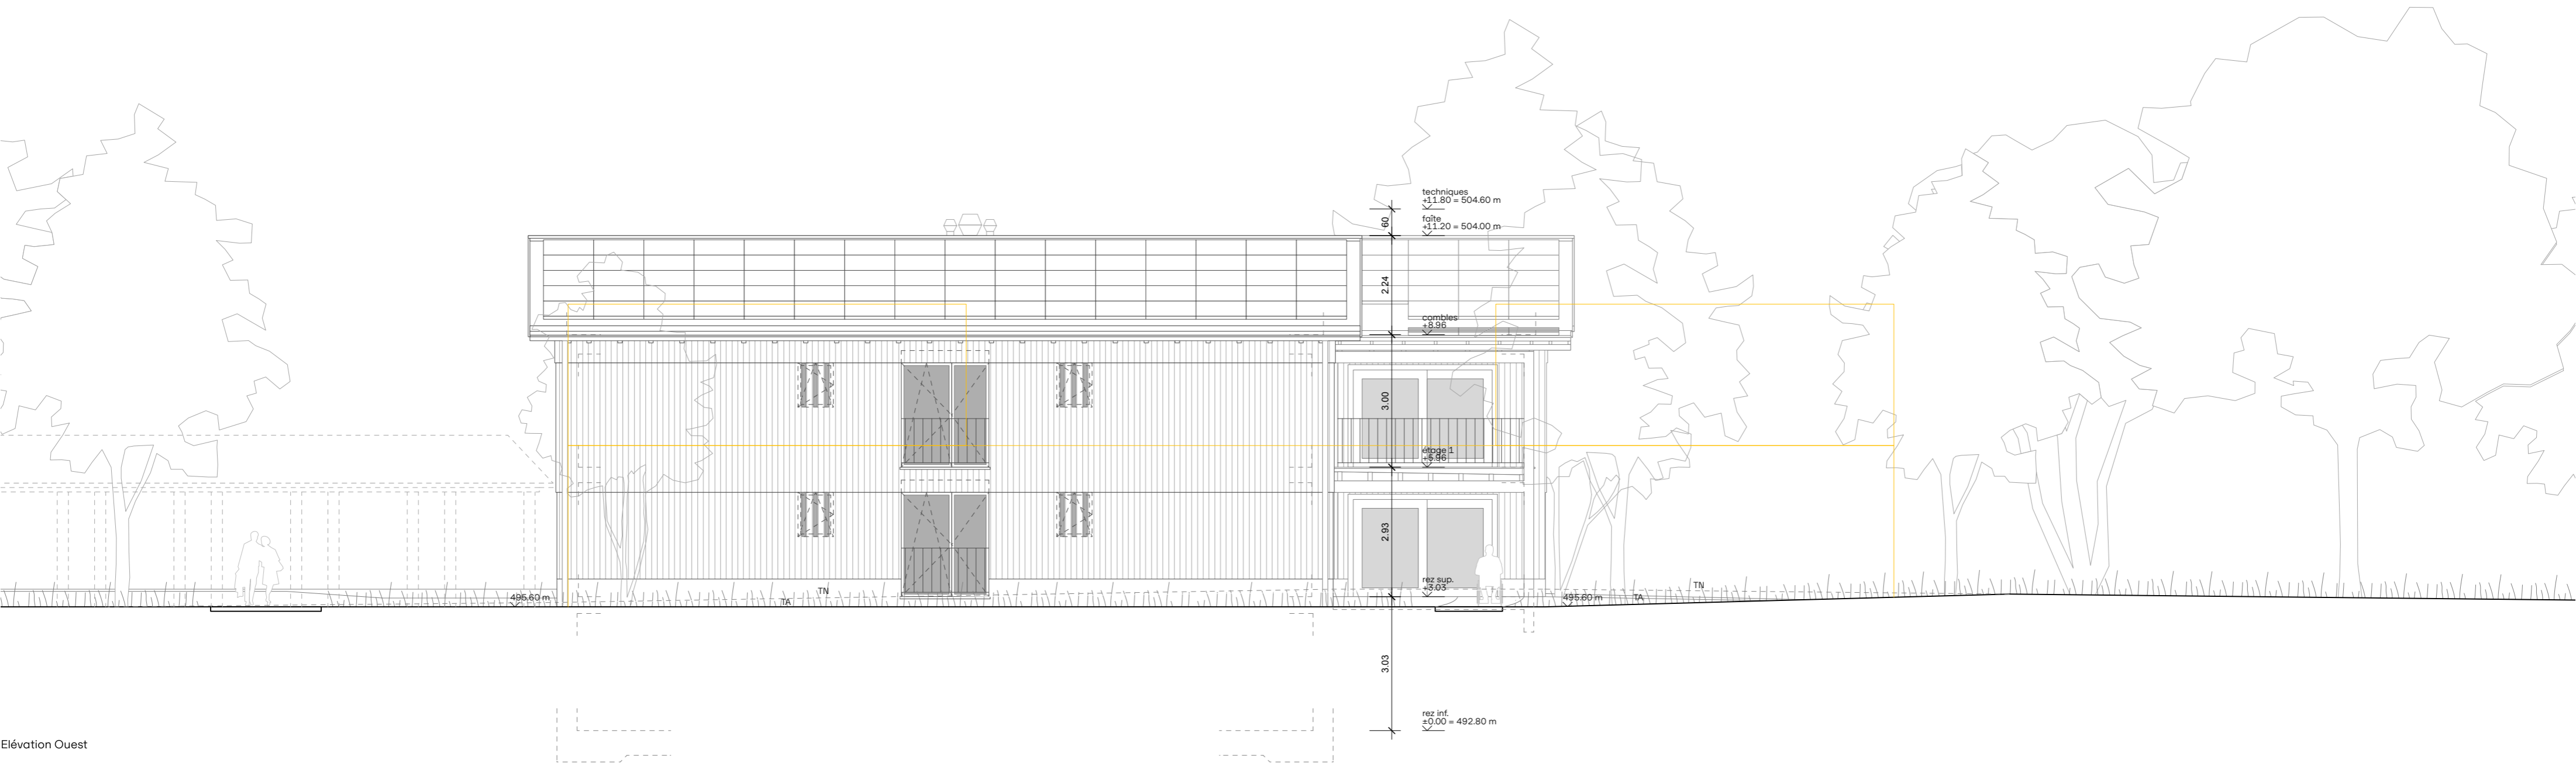 techniques
+11.80 = 504.60 m
60
faîte
+11.20 = 504.00 m
2.24
combles
+8.96
3.00
étage 1
+5.96
2.93
rez sup.
+3.03
495.60 m
TN
TA
495.60 m
TA
TN
3.03
rez inf.
±0.00 = 492.80 m
Elévation Ouest